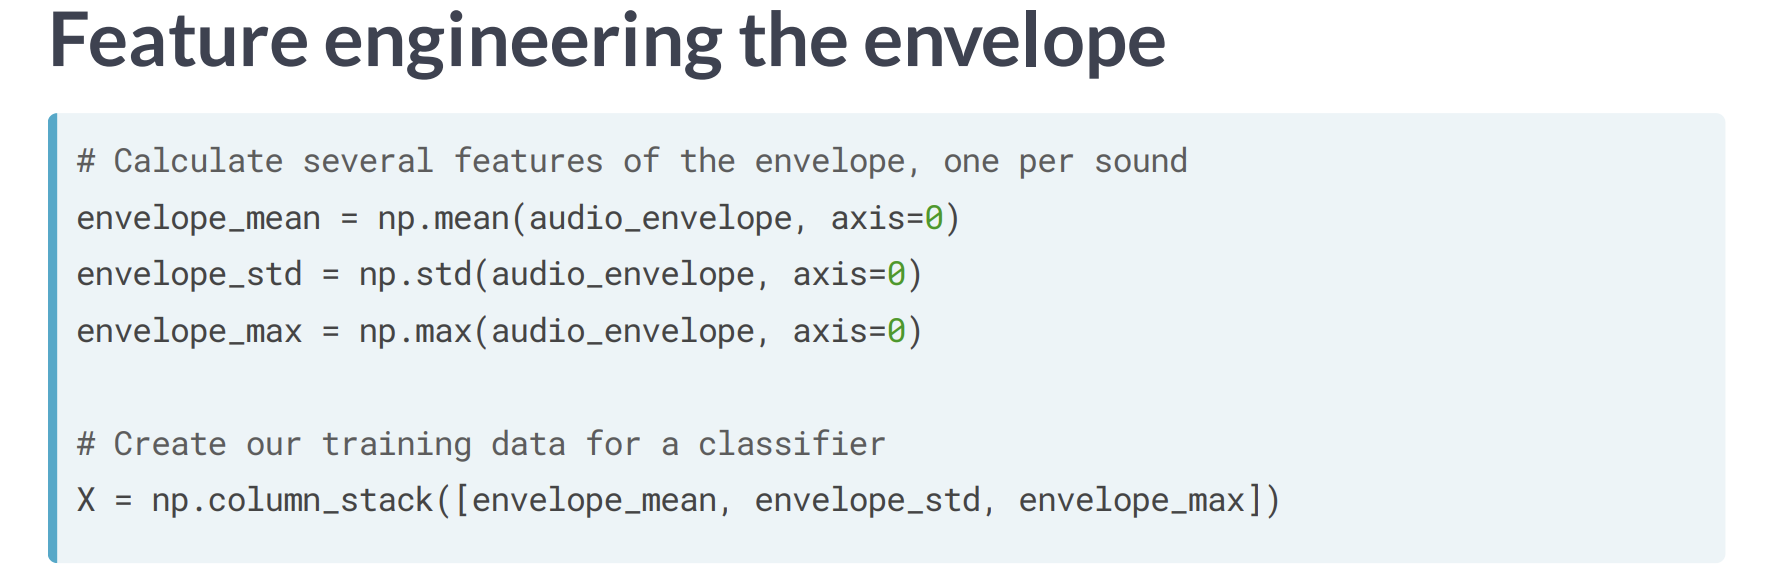 Feature engineering the envelope
# Calculate several features of the envelope, one per sound
envelope_mean = np.mean(audio_envelope, axis=0)
envelope_std = np.std(audio_envelope, axis=0)
envelope_max = np.max(audio_envelope, axis=0)
# Create our training data for a classifier
X = np.column_stack([envelope_mean, envelope_std, envelope_max])